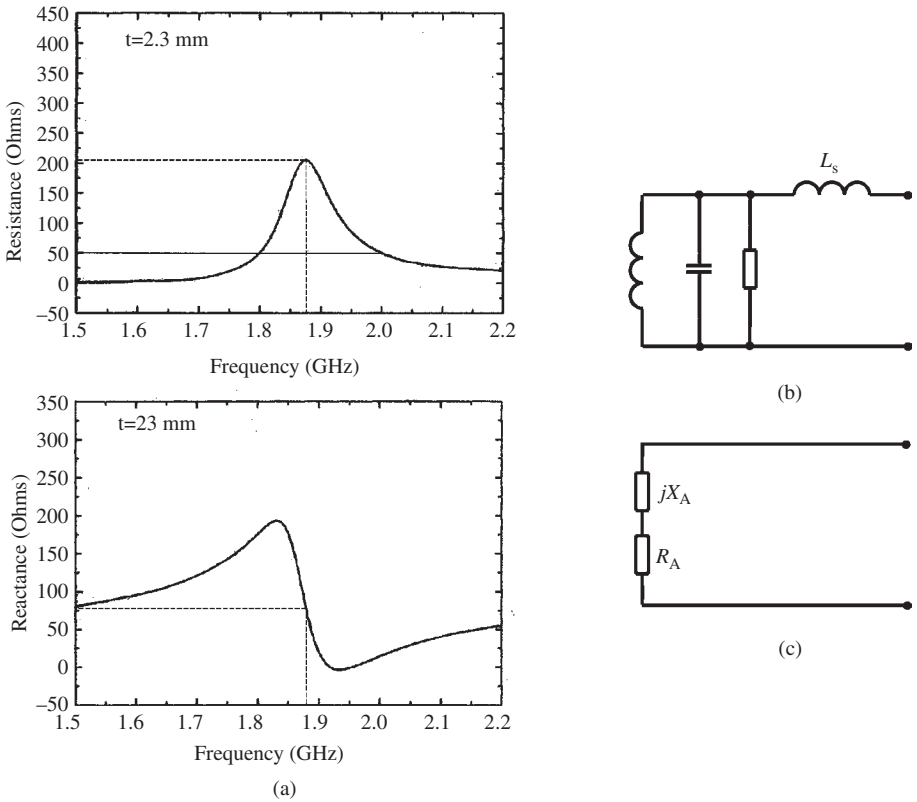 450
400
350
300
250
200
150
100
50
0
−50
Resistance (Ohms)
t=2.3 mm
1.5 1.6 1.7 1.8 1.9 2.0 2.1 2.2
Frequency (GHz)
350
300
250
200
150
100
50
0
−50
Reactance (Ohms)
t=23 mm
1.5 1.6 1.7 1.8 1.9 2.0 2.1 2.2
Frequency (GHz)
(a)
Ls
(b)
jXA
RA
(c)